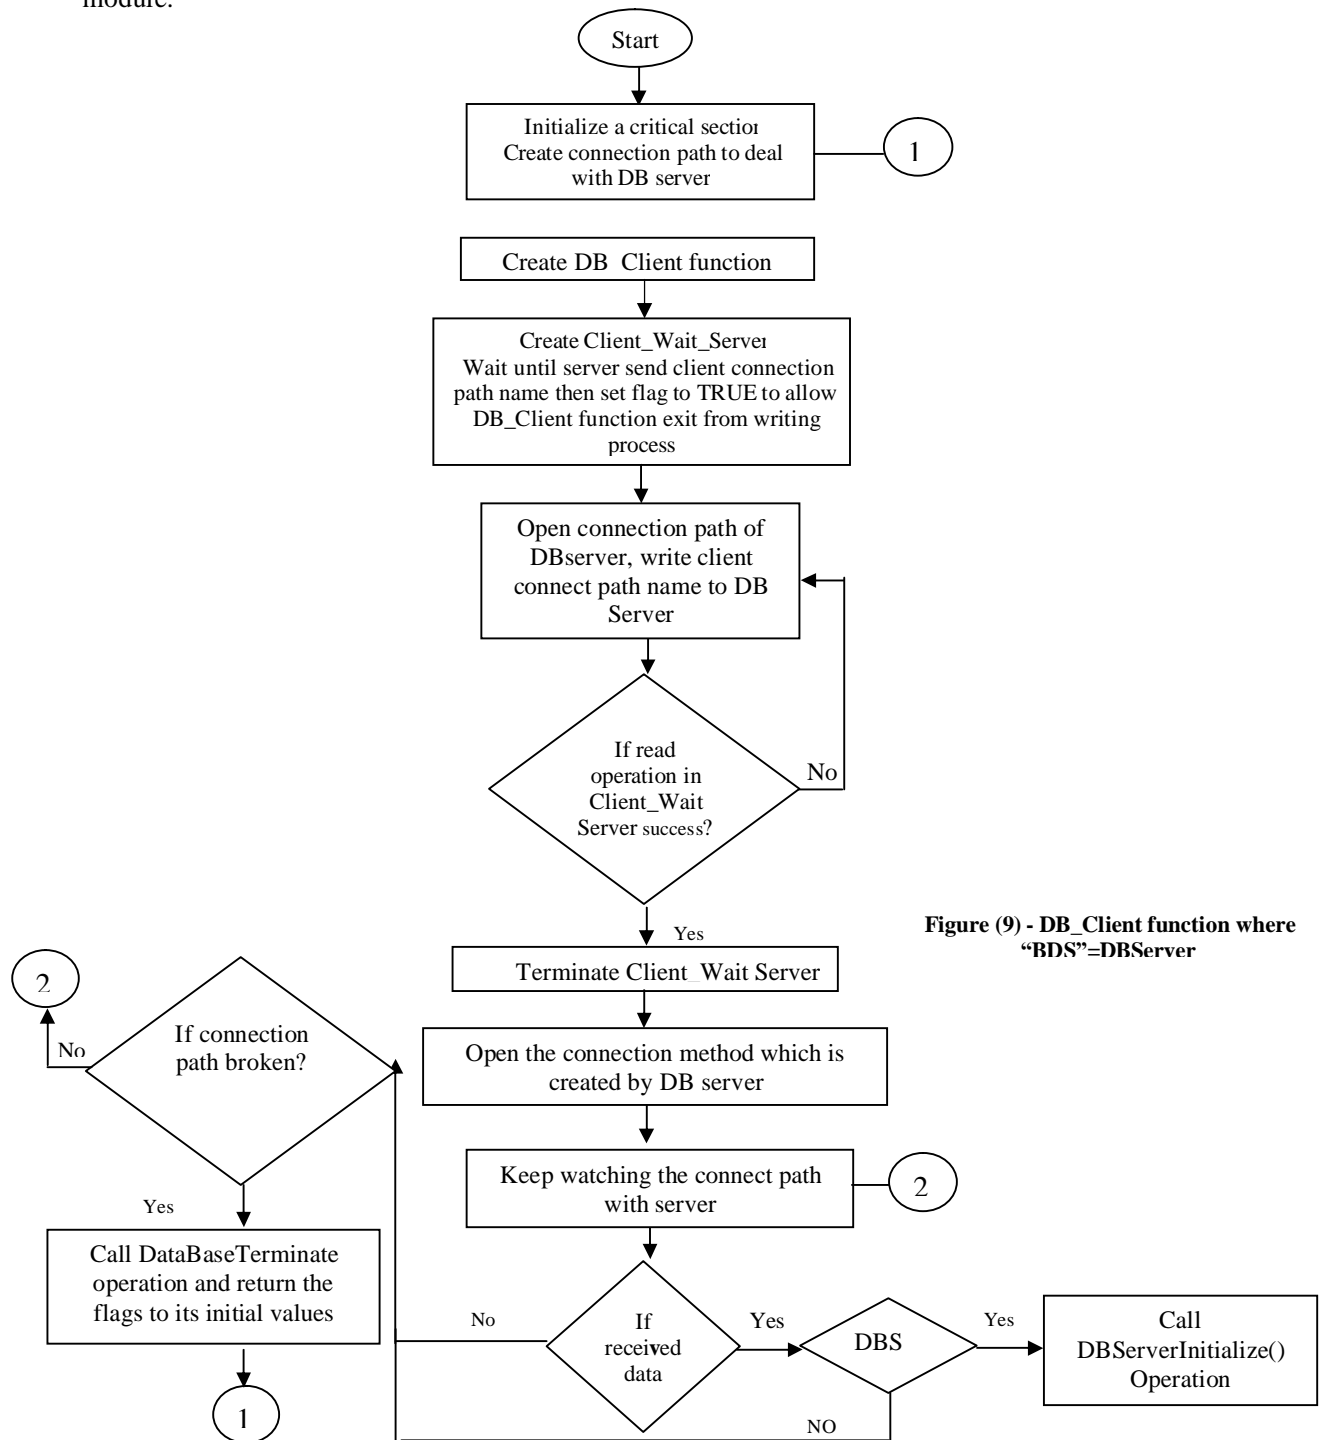 module.
Start
Initialize a critical section
Create connection path to deal
with DB server
1
Create DB_Client function
Create Client_Wait_Server
Wait until server send client connection
path name then set flag to TRUE to allow
DB_Client function exit from writing
process
Open connection path of
DBserver, write client
connect path name to DB
Server
If read
operation in
Client_Wait
Server success?
No
Yes
Figure (9) - DB_Client function where
“BDS”=DBServer
Terminate Client_Wait Server
2
If connection
path broken?
No
Open the connection method which is
created by DB server
Keep watching the connect path
with server
2
Yes
Call DataBaseTerminate
operation and return the
flags to its initial values
No
If
received
data
Yes
DBS
Yes
Call
DBServerInitialize()
Operation
1
NO